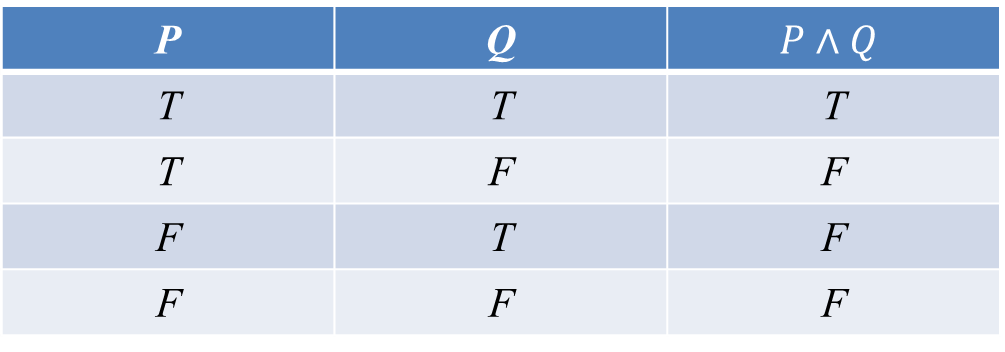 P Q P ∧ Q
T T T
T F F
F T F
F F F